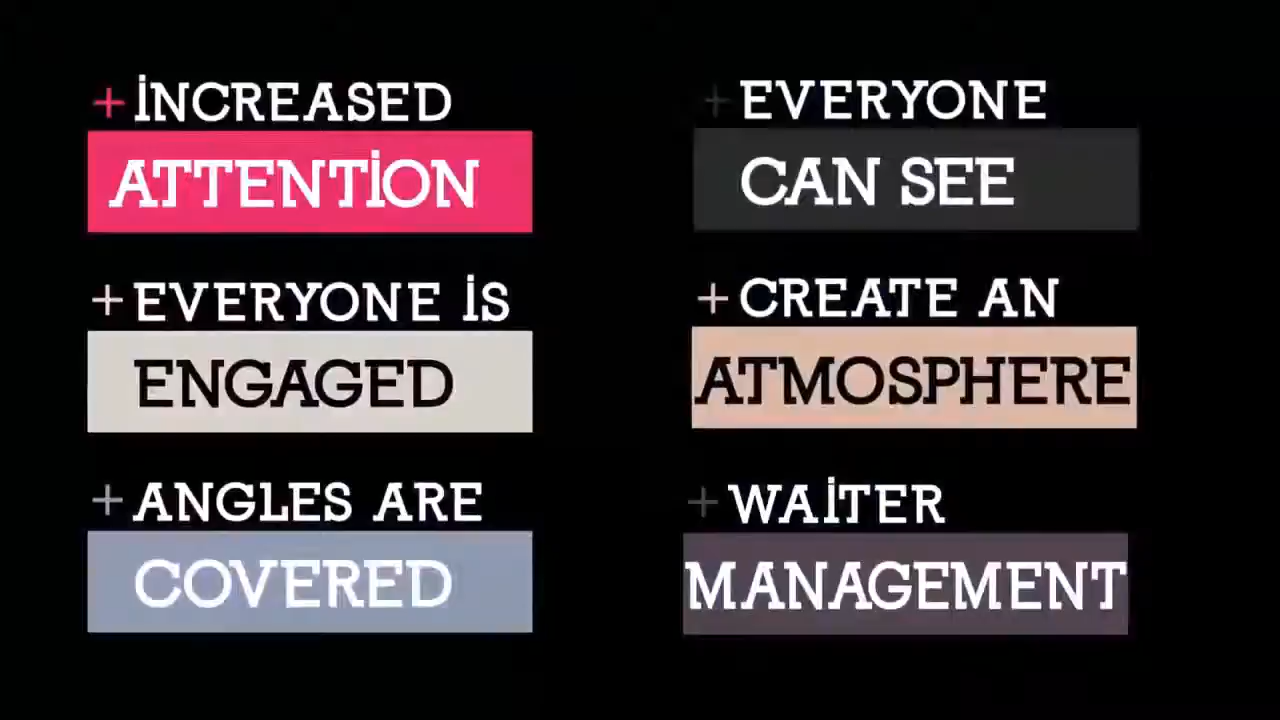 + İNCREASED
ATTENTİON
+ EVERYONE İS
ENGAGED
+ ANGLES ARE
COVERED
+ EVERYONE
CAN SEE
+ CREATE AN
ATMOSPHERE
+ WAİTER
MANAGEMENT